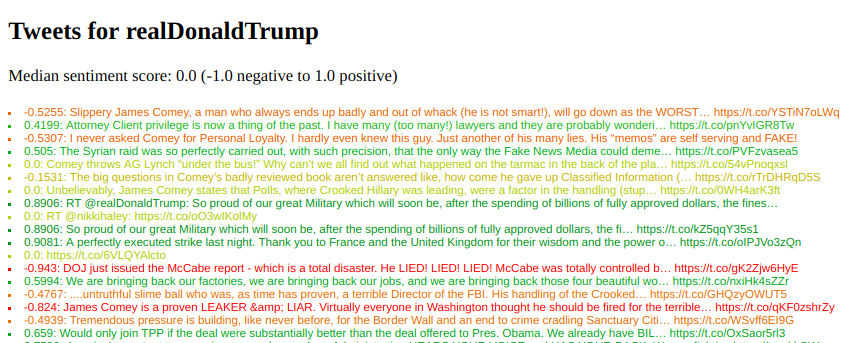 Tweets for realDonaldTrump
Median sentiment score: 0.0 (-1.0 negative to 1.0 positive)
-0.5255: Slippery James Comey, a man who always ends up badly and out of whack (he is not smart!), will go down as the WORST… https://t.co/YSTiN7oLWq
0.4199: Attorney Client privilege is now a thing of the past. I have many (too many!) lawyers and they are probably wonderi… https://t.co/pnYvIGR8Tw
-0.5307: I never asked Comey for Personal Loyalty. I hardly even knew this guy. Just another of his many lies. His “memos” are self serving and FAKE!
0.505: The Syrian raid was so perfectly carried out, with such precision, that the only way the Fake News Media could deme… https://t.co/PVFzvasea5
0.0: Comey throws AG Lynch “under the bus!” Why can’t we all find out what happened on the tarmac in the back of the pla… https://t.co/54vPnoqxsl
-0.1531: The big questions in Comey’s badly reviewed book aren’t answered like, how come he gave up Classified Information (… https://t.co/rTrDHRqD5S
0.0: Unbelievably, James Comey states that Polls, where Crooked Hillary was leading, were a factor in the handling (stup… https://t.co/0WH4arK3ft
0.8906: RT @realDonaldTrump: So proud of our great Military which will soon be, after the spending of billions of fully approved dollars, the fines…
0.0: RT @nikkihaley: https://t.co/oO3wIKolMy
0.8906: So proud of our great Military which will soon be, after the spending of billions of fully approved dollars, the fi… https://t.co/kZ5qqY35s1
0.9081: A perfectly executed strike last night. Thank you to France and the United Kingdom for their wisdom and the power o… https://t.co/oIPJVo3zQn
0.0: https://t.co/6VLQYAlcto
-0.943: DOJ just issued the McCabe report - which is a total disaster. He LIED! LIED! LIED! McCabe was totally controlled b… https://t.co/gK2Zjw6HyE
0.5994: We are bringing back our factories, we are bringing back our jobs, and we are bringing back those four beautiful wo… https://t.co/nxiHk4sZZr
-0.4767: ....untruthful slime ball who was, as time has proven, a terrible Director of the FBI. His handling of the Crooked… https://t.co/GHQzyOWUT5
-0.824: James Comey is a proven LEAKER &amp; LIAR. Virtually everyone in Washington thought he should be fired for the terrible… https://t.co/qKF0zshrZy
-0.4939: Tremendous pressure is building, like never before, for the Border Wall and an end to crime cradling Sanctuary Citi… https://t.co/WSvff6EI9G
0.659: Would only join TPP if the deal were substantially better than the deal offered to Pres. Obama. We already have BIL… https://t.co/OxSaor5rl3